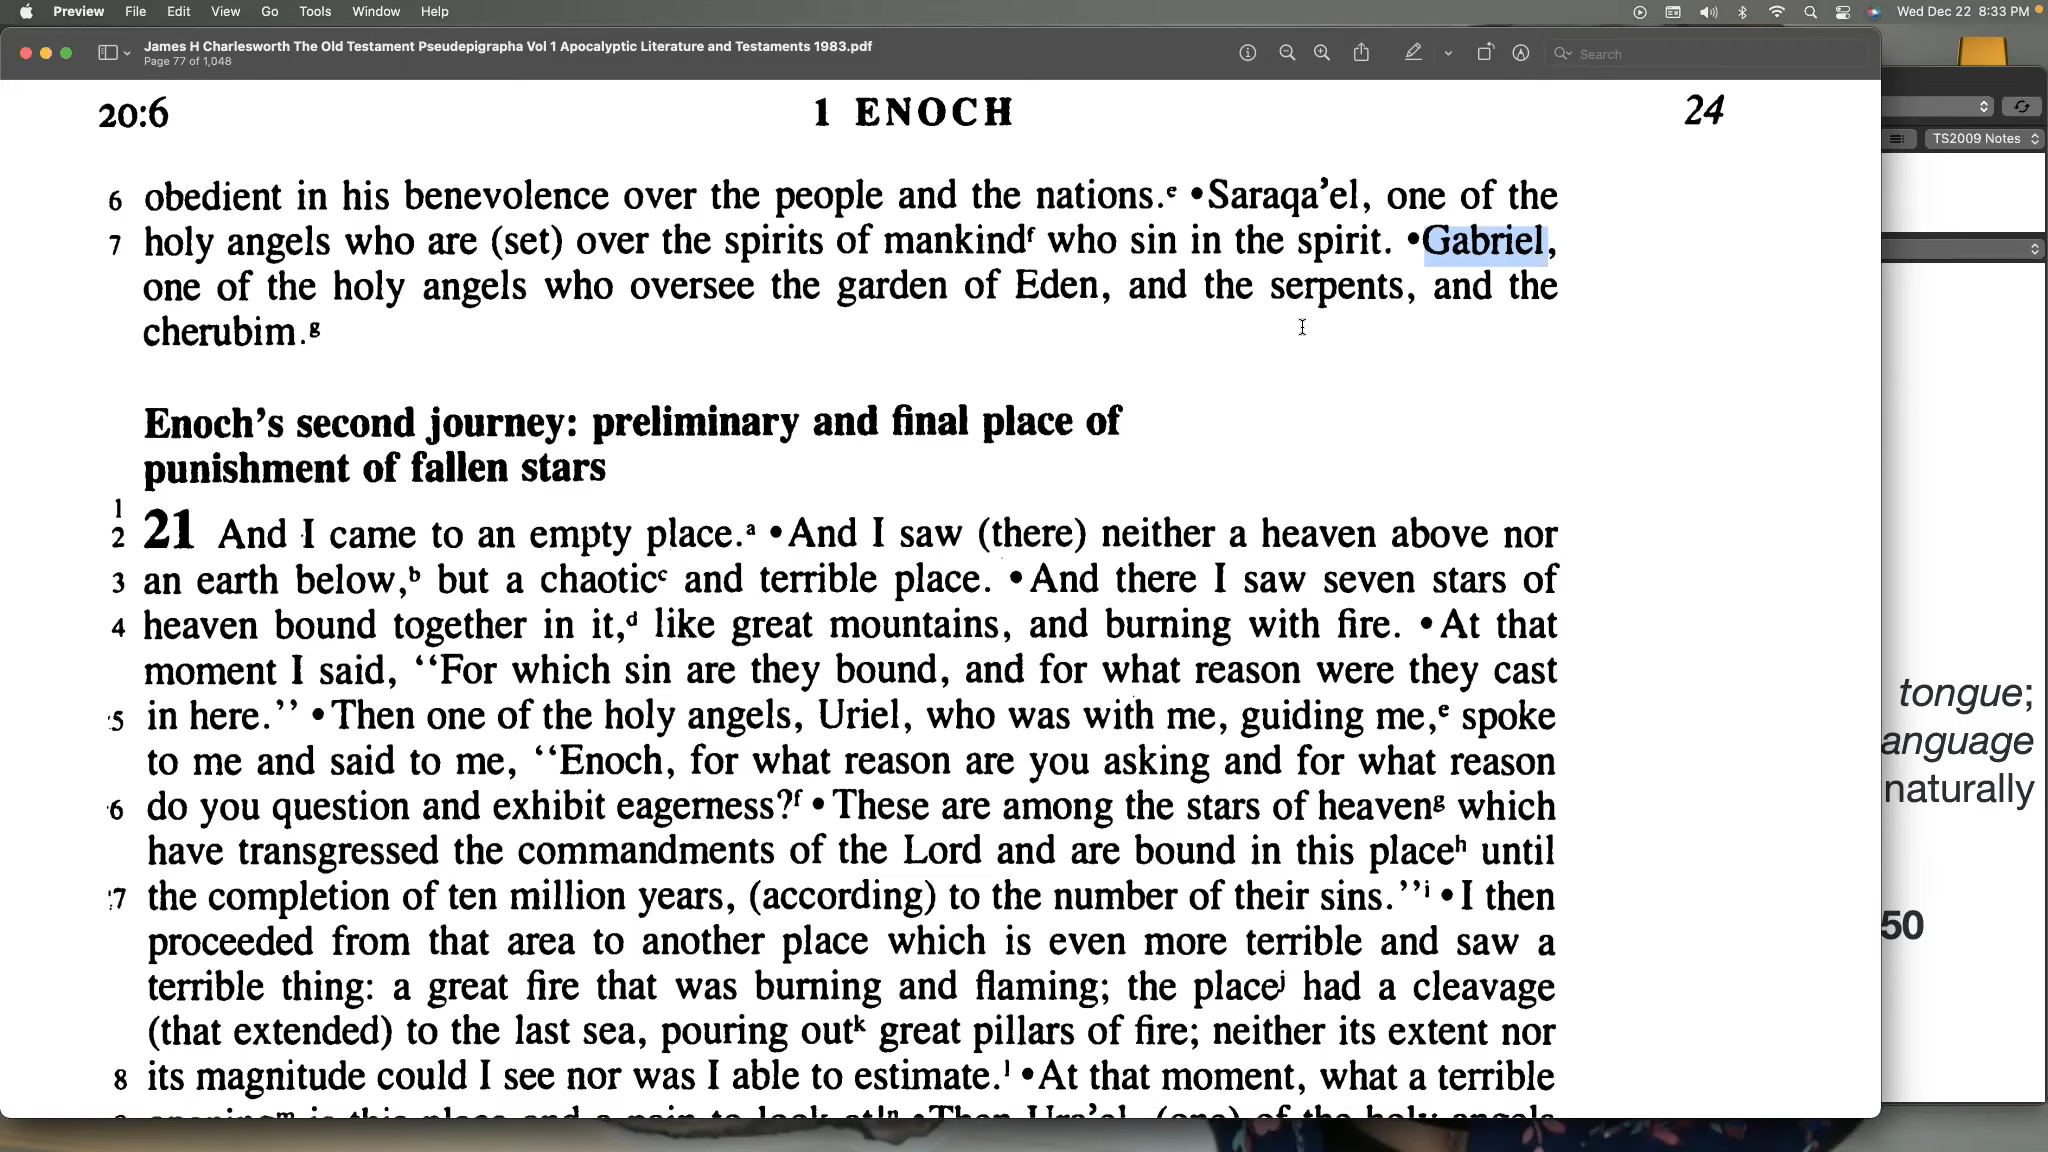 Preview File Edit View Go Tools Window Help
Wed Dec 22 8:33 PM
James H Charlesworth The Old Testament Pseudepigrapha Vol 1 Apocalyptic Literature and Testaments 1983.pdf
Page 77 of 1,048
Search
TS2009 Notes
20:6 1 ENOCH 24
6 obedient in his benevolence over the people and the nations.ᵉ •Saraqa’el, one of the
7 holy angels who are (set) over the spirits of mankindᶠ who sin in the spirit. •Gabriel,
one of the holy angels who oversee the garden of Eden, and the serpents, and the
cherubim.ᵍ
Enoch’s second journey: preliminary and final place of
punishment of fallen stars
1
2 21 And I came to an empty place.ᵃ •And I saw (there) neither a heaven above nor
3 an earth below,ᵇ but a chaoticᶜ and terrible place. •And there I saw seven stars of
4 heaven bound together in it,ᵈ like great mountains, and burning with fire. •At that
moment I said, ‘‘For which sin are they bound, and for what reason were they cast
5 in here.’’ •Then one of the holy angels, Uriel, who was with me, guiding me,ᵉ spoke
to me and said to me, ‘‘Enoch, for what reason are you asking and for what reason
6 do you question and exhibit eagerness?ᶠ •These are among the stars of heavenᵍ which
have transgressed the commandments of the Lord and are bound in this placeʰ until
7 the completion of ten million years, (according) to the number of their sins.’’ⁱ •I then
proceeded from that area to another place which is even more terrible and saw a
terrible thing: a great fire that was burning and flaming; the placeʲ had a cleavage
(that extended) to the last sea, pouring outᵏ great pillars of fire; neither its extent nor
8 its magnitude could I see nor was I able to estimate.ˡ •At that moment, what a terrible
tongue;
anguage
naturally
50